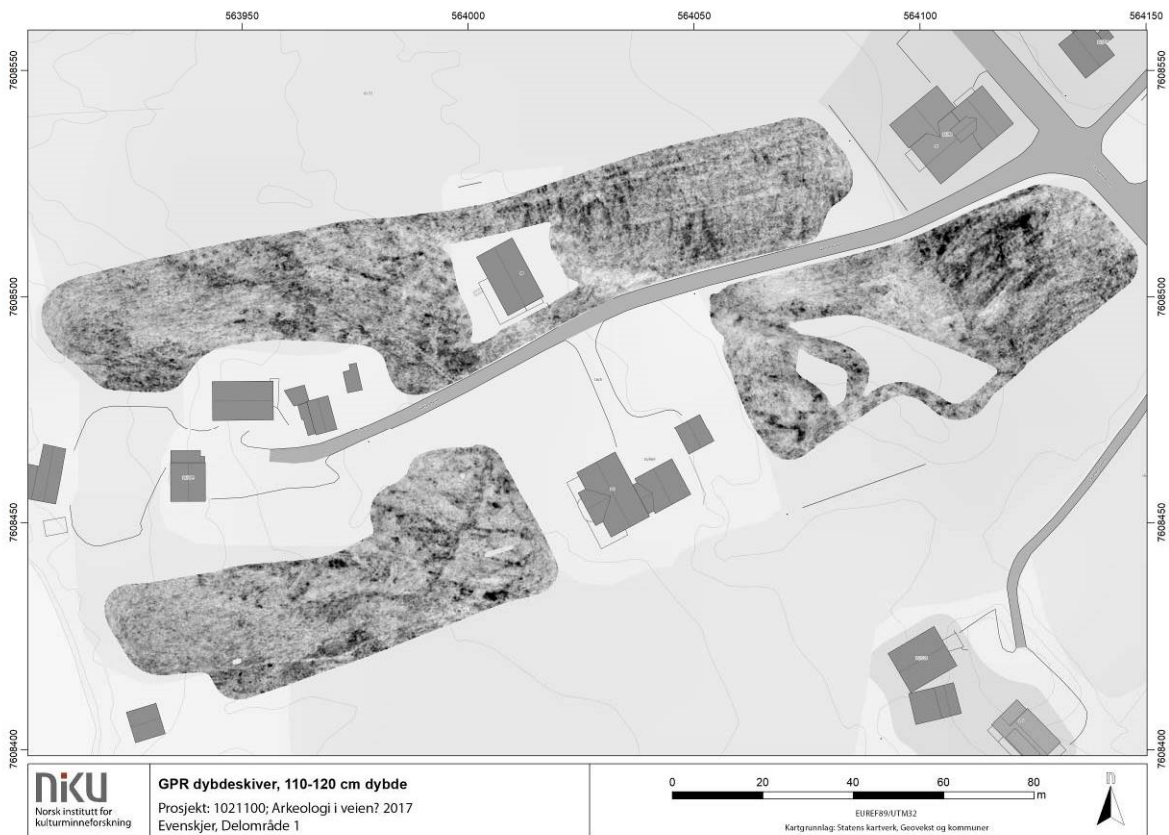 563950 564000 564050 564100 564150
7608550 7608550
7608500 7608500
7608450 7608450
7608400 7608400
niku
Norsk institutt for
kulturminneforskning
GPR dybdeskiver, 110-120 cm dybde
Prosjekt: 1021100; Arkeologi i veien? 2017
Evenskjer, Delområde 1
0 20 40 60 80
m
EUREF89/UTM32
Kartgrunnlag: Statens kartverk, Geovekst og kommuner
n